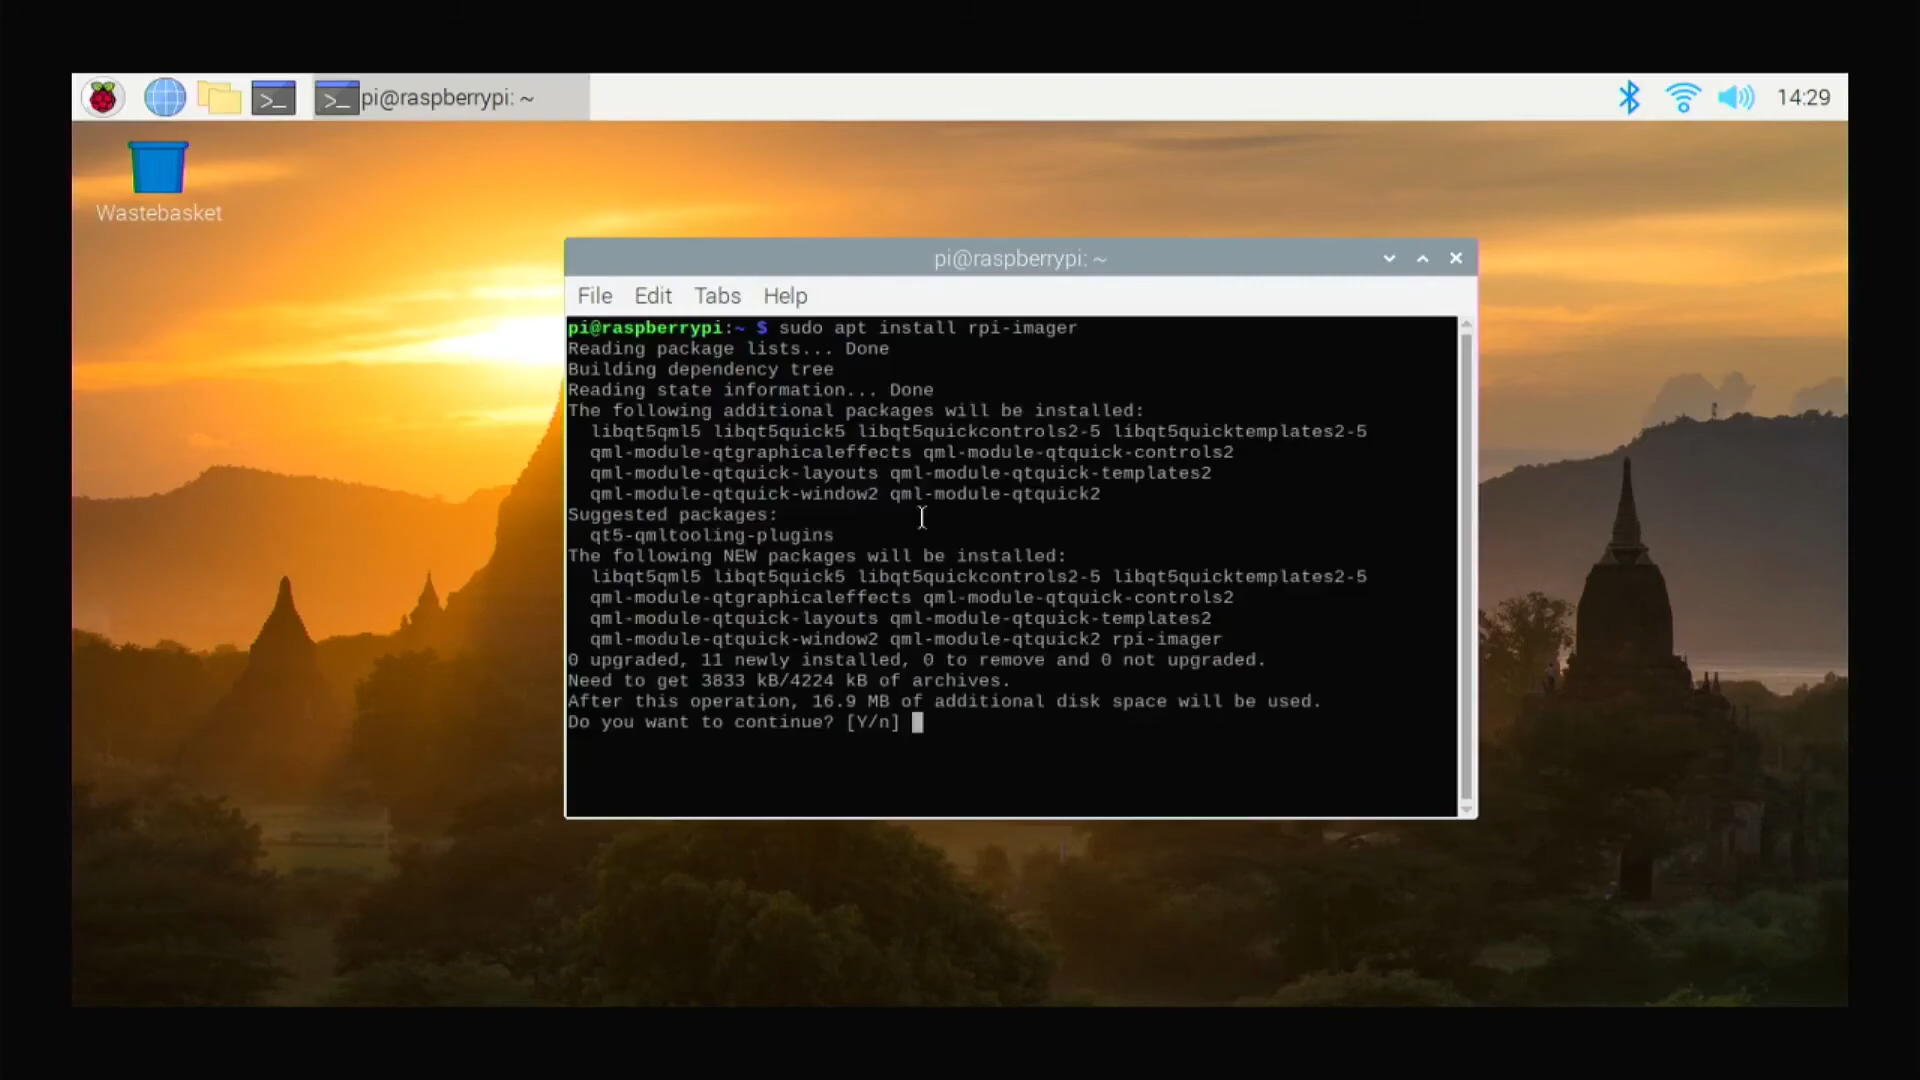 pi@raspberrypi: ~
14:29
Wastebasket
pi@raspberrypi: ~
File Edit Tabs Help
pi@raspberrypi:~ $ sudo apt install rpi-imager
Reading package lists... Done
Building dependency tree
Reading state information... Done
The following additional packages will be installed:
libqt5qml5 libqt5quick5 libqt5quickcontrols2-5 libqt5quicktemplates2-5
qml-module-qtgraphicaleffects qml-module-qtquick-controls2
qml-module-qtquick-layouts qml-module-qtquick-templates2
qml-module-qtquick-window2 qml-module-qtquick2
Suggested packages:
qt5-qmltooling-plugins
The following NEW packages will be installed:
libqt5qml5 libqt5quick5 libqt5quickcontrols2-5 libqt5quicktemplates2-5
qml-module-qtgraphicaleffects qml-module-qtquick-controls2
qml-module-qtquick-layouts qml-module-qtquick-templates2
qml-module-qtquick-window2 qml-module-qtquick2 rpi-imager
0 upgraded, 11 newly installed, 0 to remove and 0 not upgraded.
Need to get 3833 kB/4224 kB of archives.
After this operation, 16.9 MB of additional disk space will be used.
Do you want to continue? [Y/n]